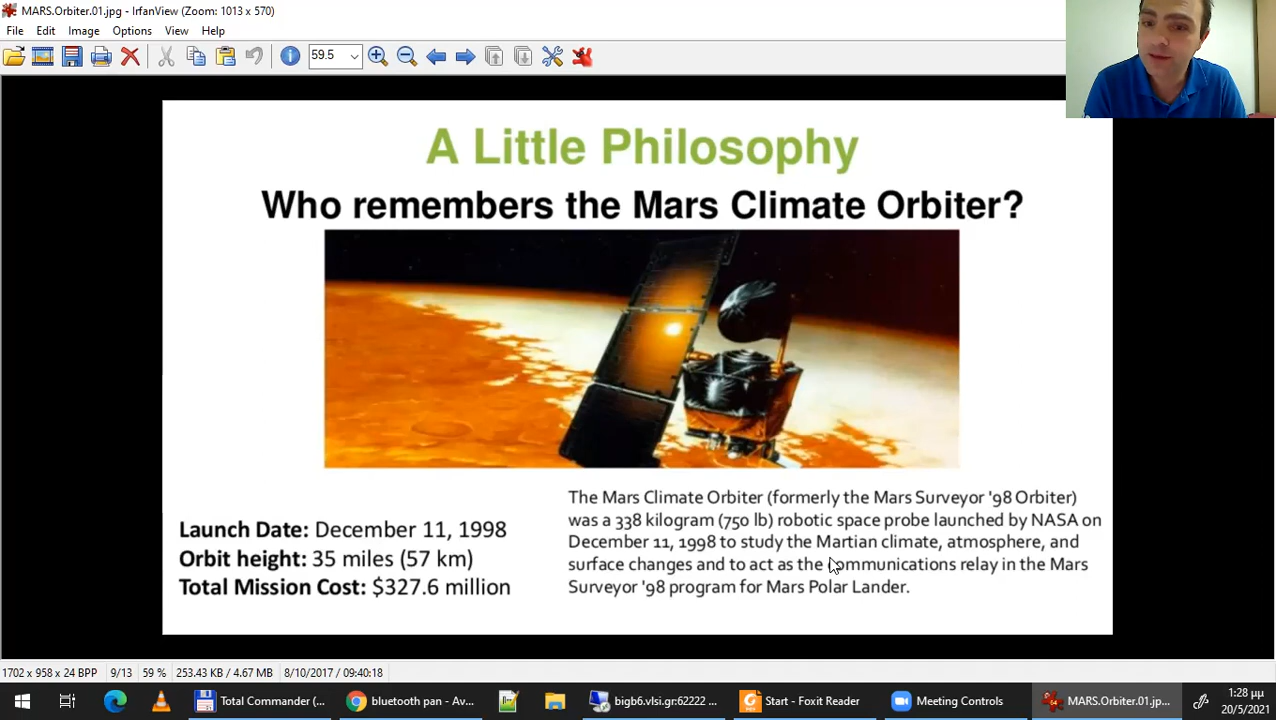 MARS.Orbiter.01.jpg - IrfanView (Zoom: 1013 x 570)
File Edit Image Options View Help
59.5
A Little Philosophy
Who remembers the Mars Climate Orbiter?
Launch Date: December 11, 1998
Orbit height: 35 miles (57 km)
Total Mission Cost: $327.6 million
The Mars Climate Orbiter (formerly the Mars Surveyor '98 Orbiter)
was a 338 kilogram (750 lb) robotic space probe launched by NASA on
December 11, 1998 to study the Martian climate, atmosphere, and
surface changes and to act as the communications relay in the Mars
Surveyor '98 program for Mars Polar Lander.
1702 x 958 x 24 BPP 9/13 59 % 253.43 KB / 4.67 MB 8/10/2017 / 09:40:18
Total Commander (... bluetooth pan - Av... bigb6.vlsi.gr:62222 ... Start - Foxit Reader Meeting Controls MARS.Orbiter.01.jp...
1:28 μμ
20/5/2021